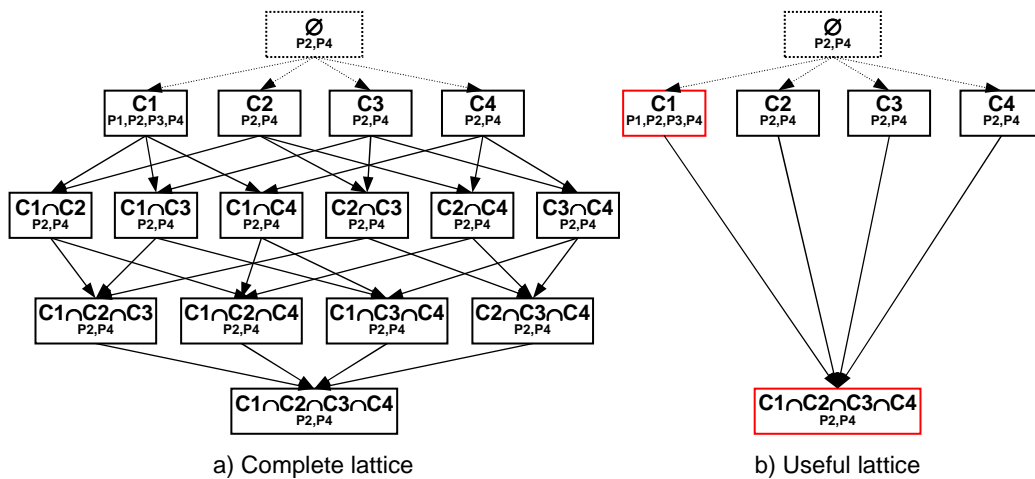 ∅
P2,P4
C1
P1,P2,P3,P4
C2
P2,P4
C3
P2,P4
C4
P2,P4
C1∩C2
P2,P4
C1∩C3
P2,P4
C1∩C4
P2,P4
C2∩C3
P2,P4
C2∩C4
P2,P4
C3∩C4
P2,P4
C1∩C2∩C3
P2,P4
C1∩C2∩C4
P2,P4
C1∩C3∩C4
P2,P4
C2∩C3∩C4
P2,P4
C1∩C2∩C3∩C4
P2,P4
a) Complete lattice
∅
P2,P4
C1
P1,P2,P3,P4
C2
P2,P4
C3
P2,P4
C4
P2,P4
C1∩C2∩C3∩C4
P2,P4
b) Useful lattice